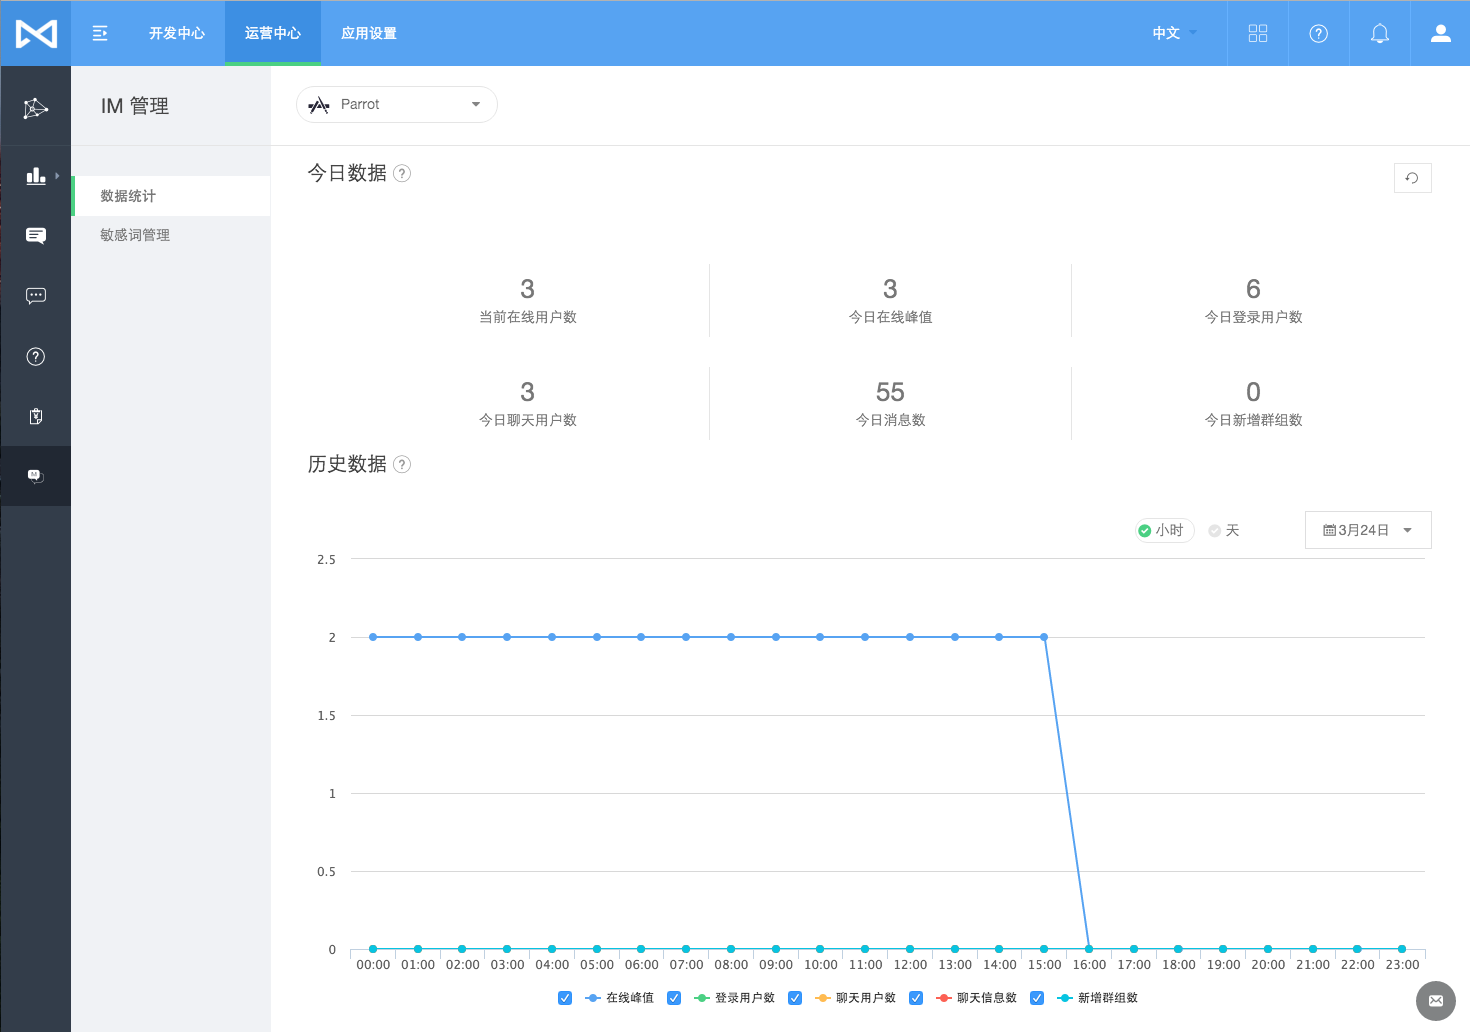 开发中心
运营中心
应用设置
中文
IM 管理
Parrot
数据统计
敏感词管理
今日数据 ?
3
当前在线用户数
3
今日在线峰值
6
今日登录用户数
3
今日聊天用户数
55
今日消息数
0
今日新增群组数
历史数据 ?
小时
天
3月24日
2.5
2
1.5
1
0.5
0
00:00 01:00 02:00 03:00 04:00 05:00 06:00 07:00 08:00 09:00 10:00 11:00 12:00 13:00 14:00 15:00 16:00 17:00 18:00 19:00 20:00 21:00 22:00 23:00
在线峰值 登录用户数 聊天用户数 聊天信息数 新增群组数